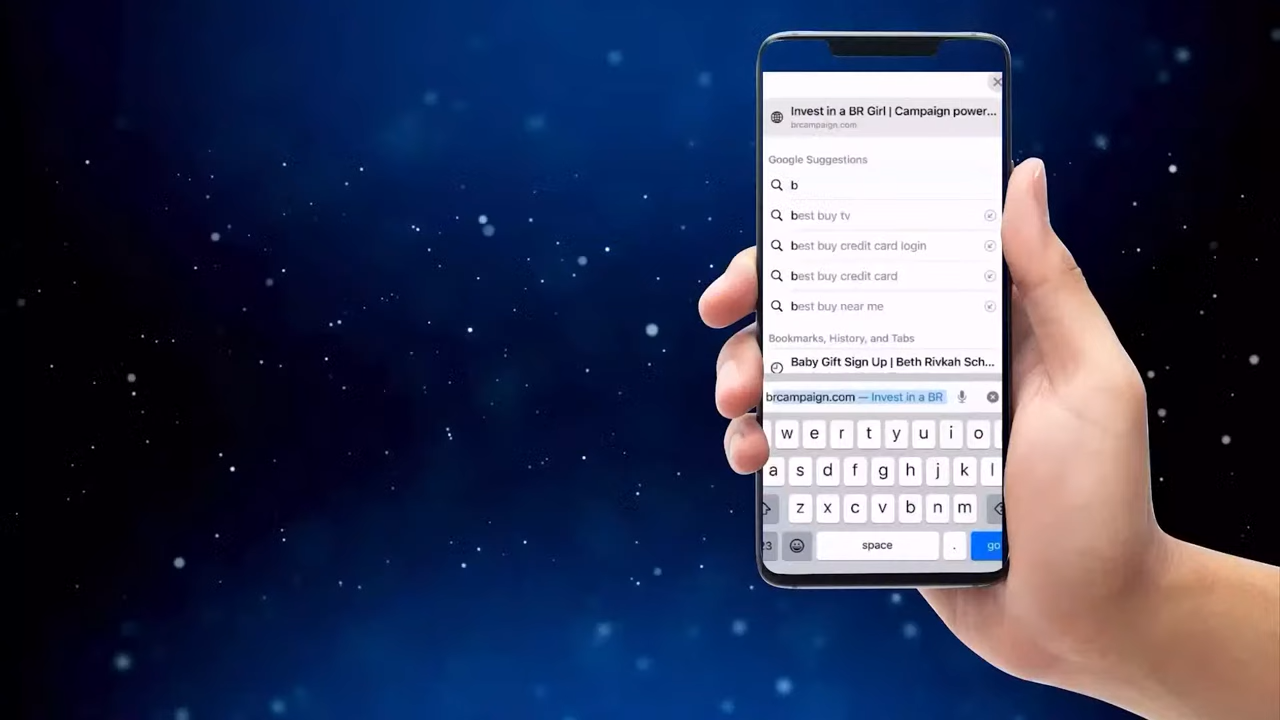 Invest in a BR Girl | Campaign power...
brcampaign.com
Google Suggestions
b
best buy tv
best buy credit card login
best buy credit card
best buy near me
Bookmarks, History, and Tabs
Baby Gift Sign Up | Beth Rivkah Sch...
brcampaign.com — Invest in a BR
w e r t y u i o
a s d f g h j k l
z x c v b n m
23 space . go